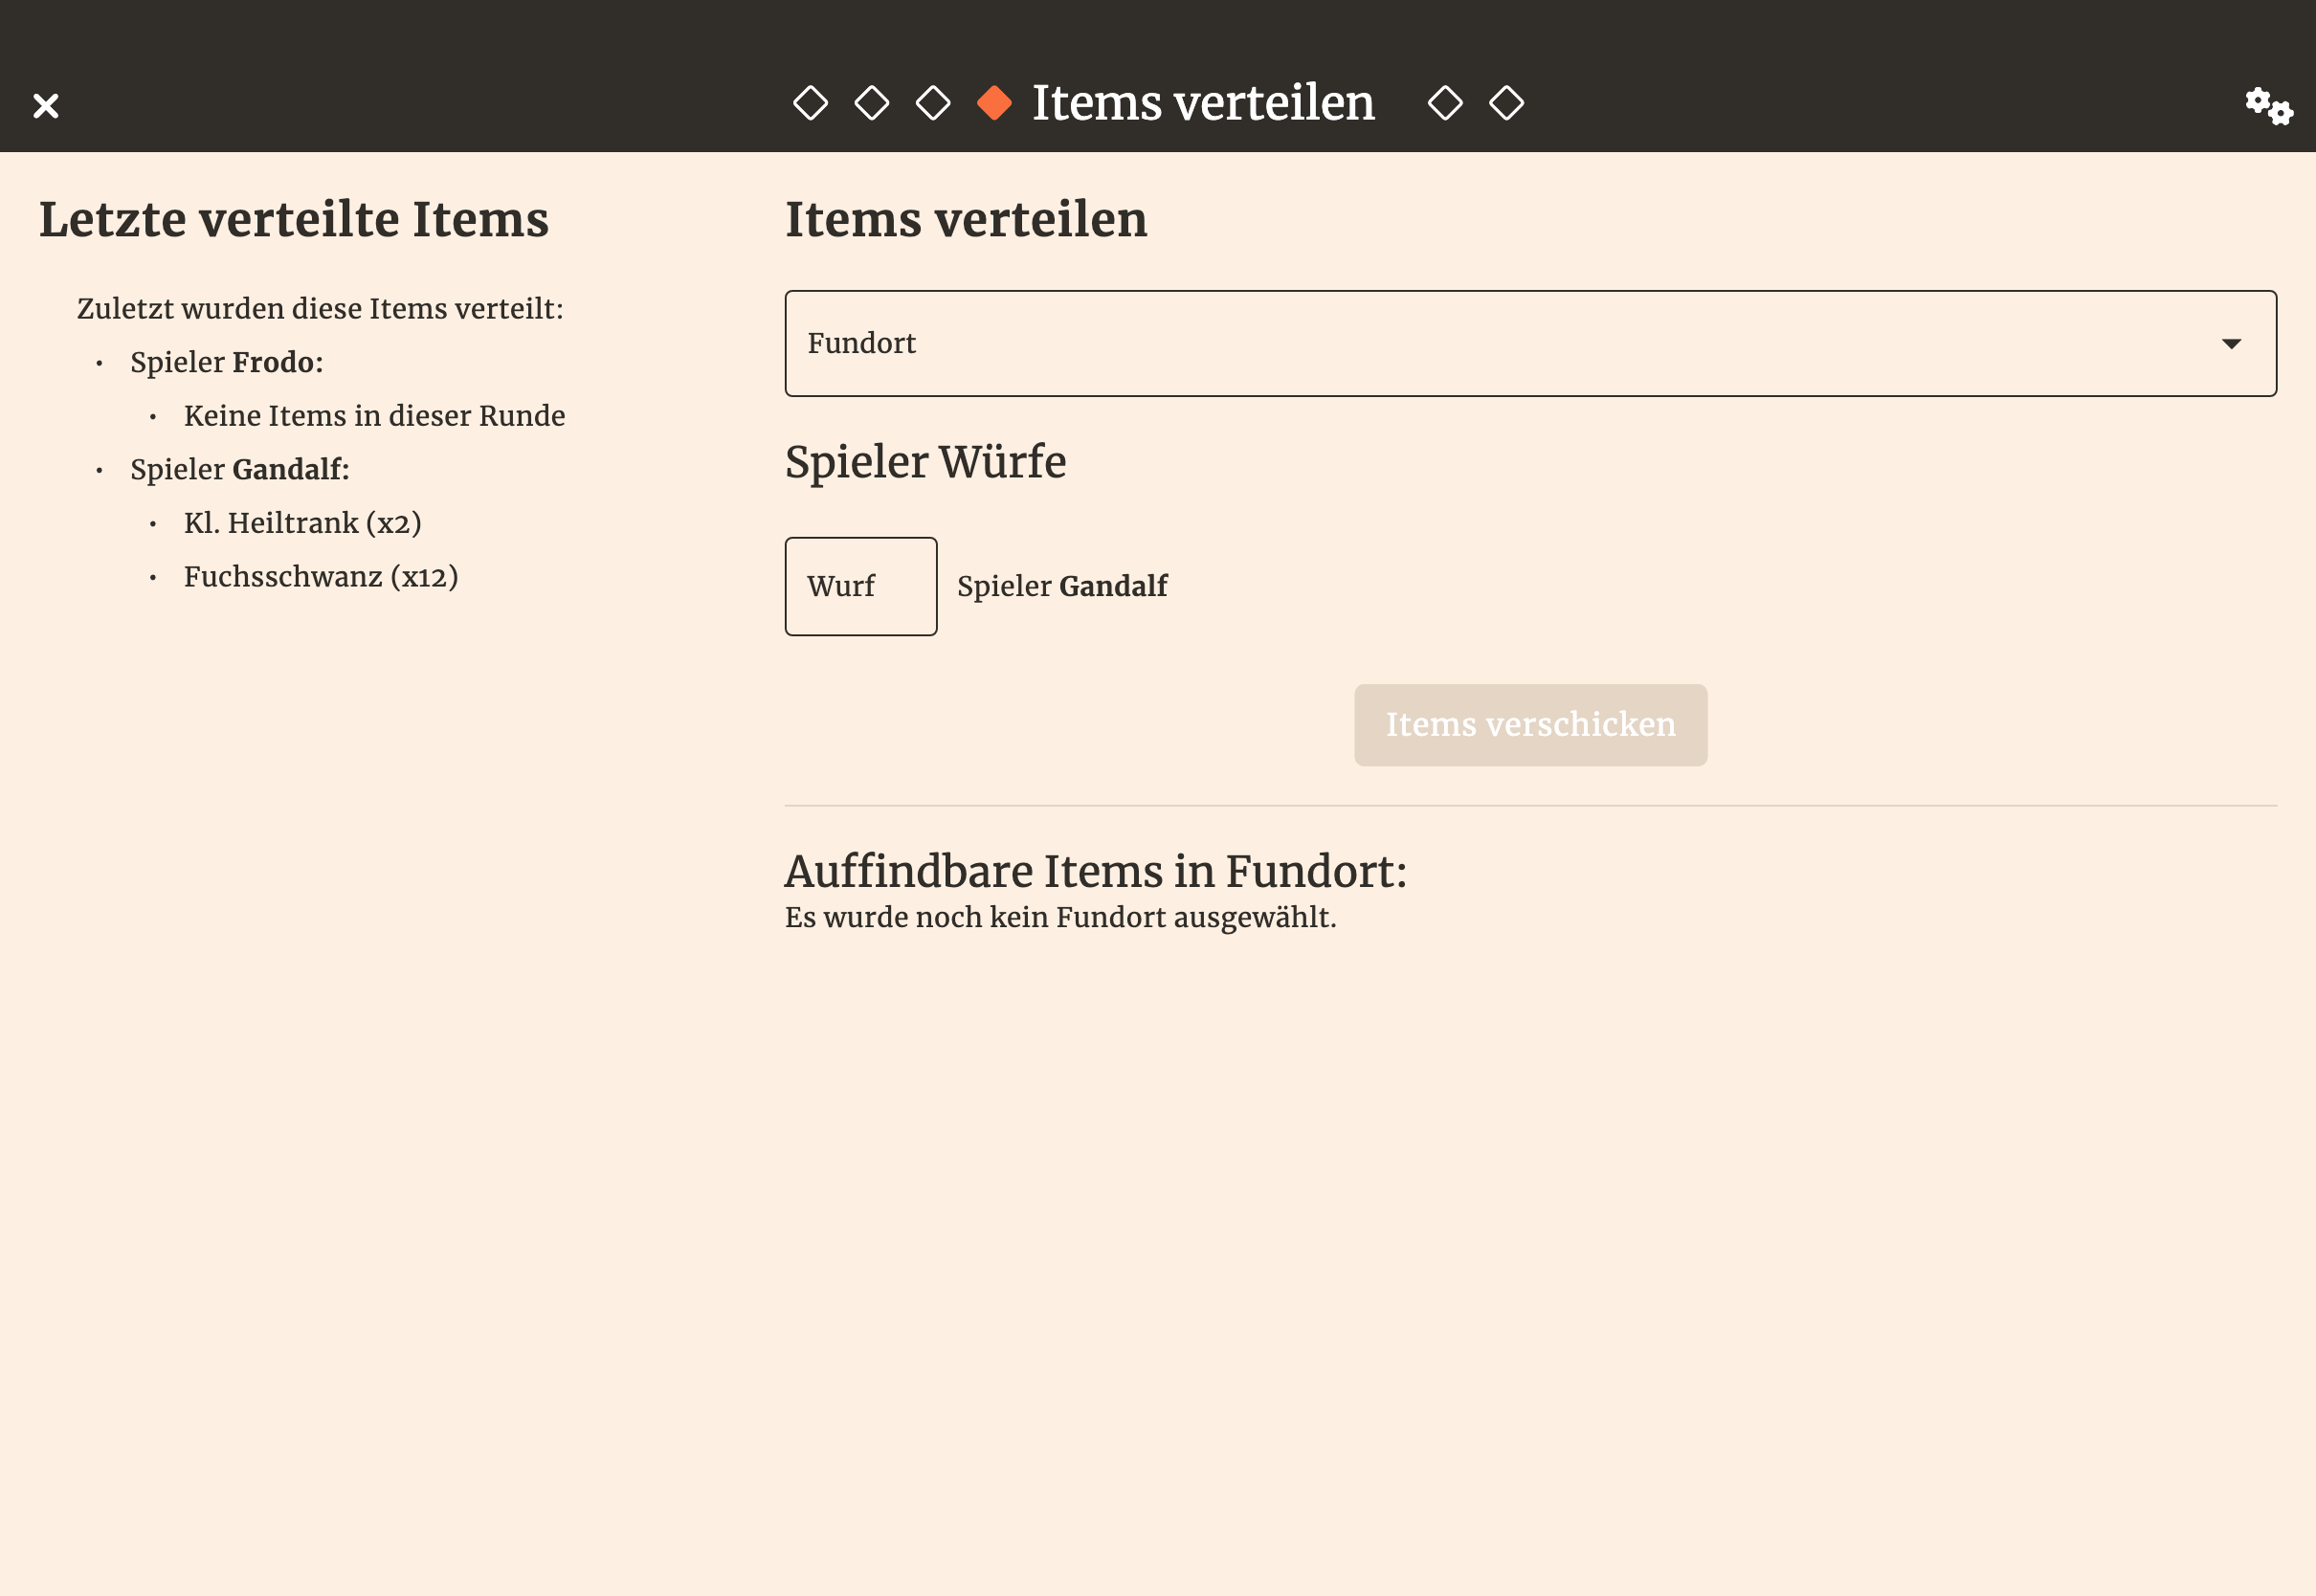 Items verteilen
Letzte verteilte Items
Zuletzt wurden diese Items verteilt:
• Spieler Frodo:
• Keine Items in dieser Runde
• Spieler Gandalf:
• Kl. Heiltrank (x2)
• Fuchsschwanz (x12)
Items verteilen
Fundort
Spieler Würfe
Wurf Spieler Gandalf
Items verschicken
Auffindbare Items in Fundort:
Es wurde noch kein Fundort ausgewählt.